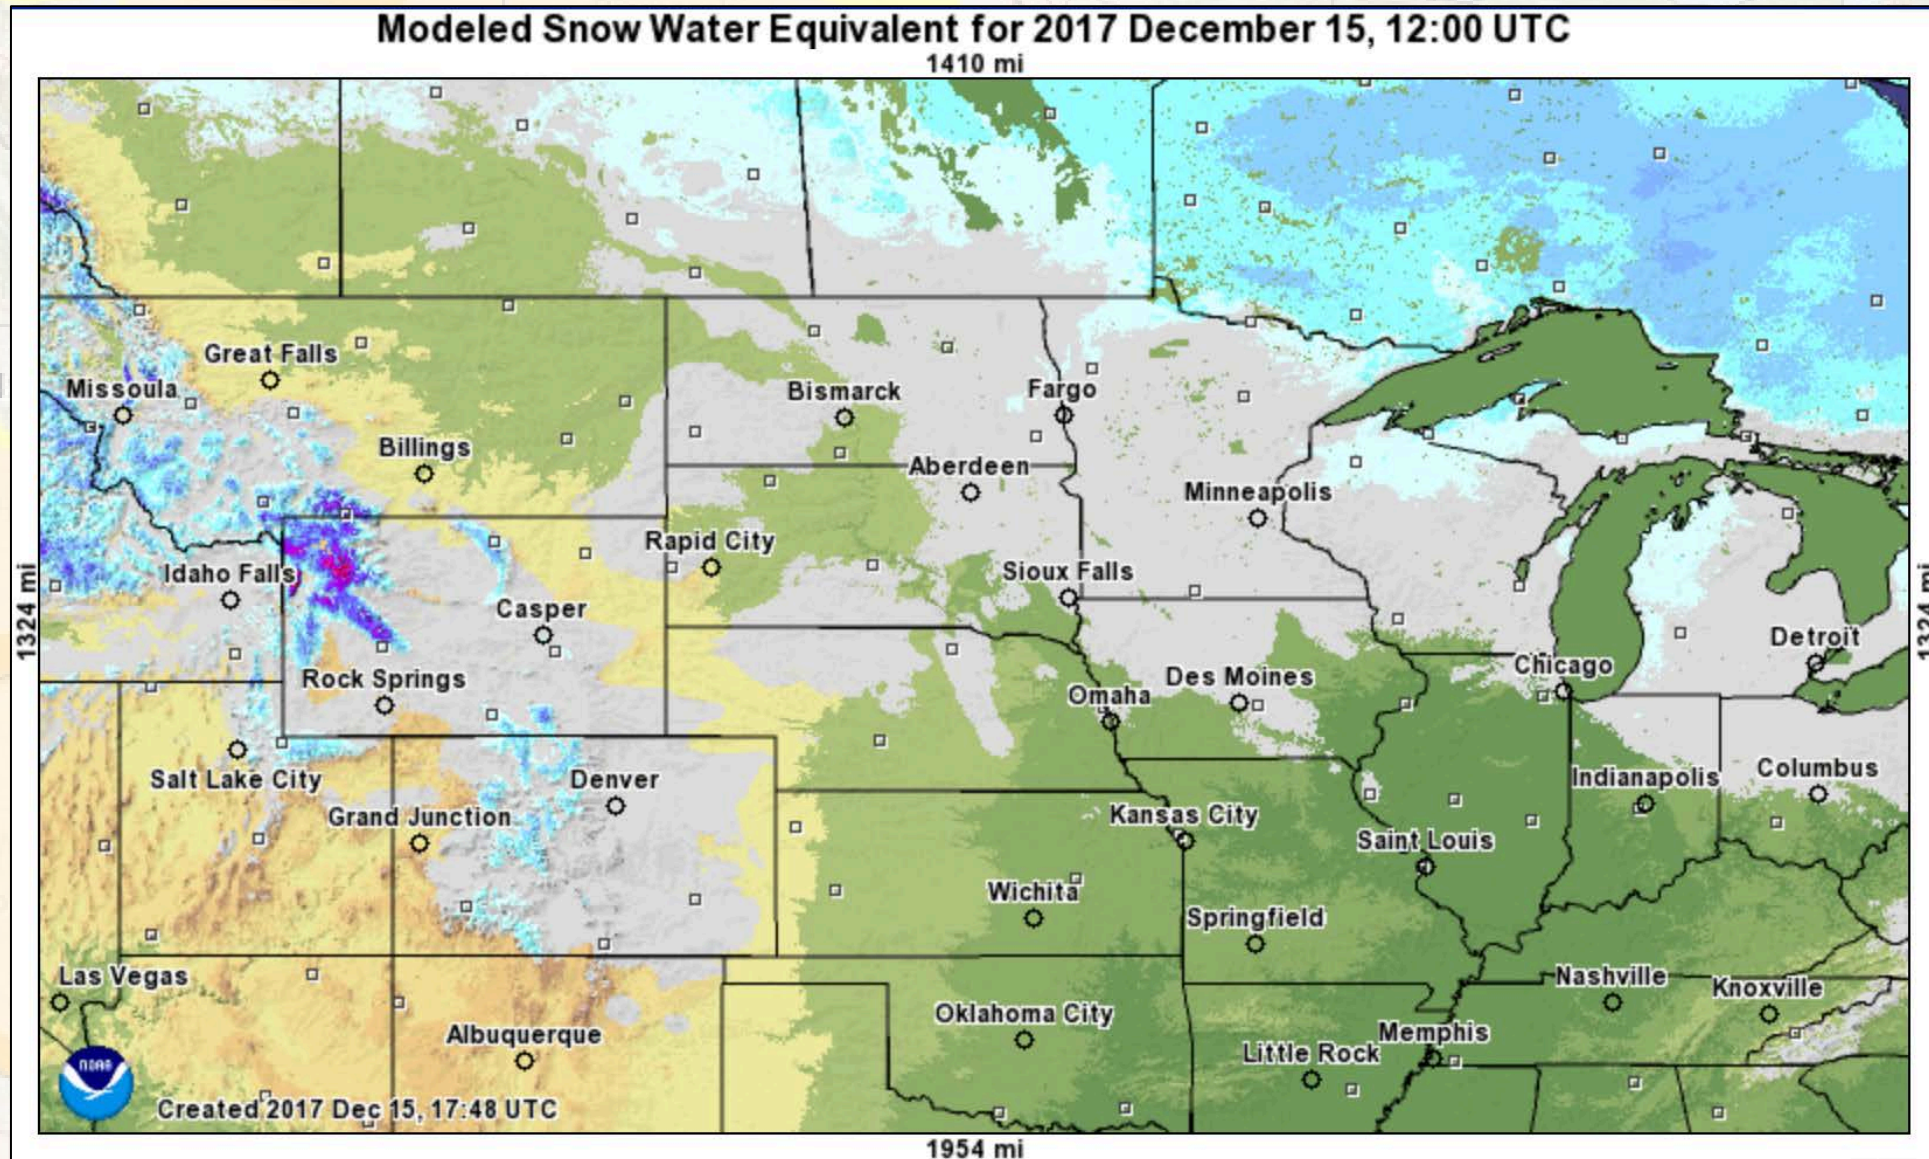 Modeled Snow Water Equivalent for 2017 December 15, 12:00 UTC
1410 mi
Great Falls
Missoula
Bismarck
Fargo
Billings
Aberdeen
Minneapolis
Rapid City
Idaho Falls
Sioux Falls
1324 mi
1324 mi
Casper
Detroit
Rock Springs
Des Moines
Chicago
Omaha
Salt Lake City
Denver
Indianapolis
Columbus
Grand Junction
Kansas City
Saint Louis
Wichita
Springfield
Las Vegas
Nashville
Knoxville
Oklahoma City
Albuquerque
Memphis
Little Rock
NOAA
Created 2017 Dec 15, 17:48 UTC
1954 mi